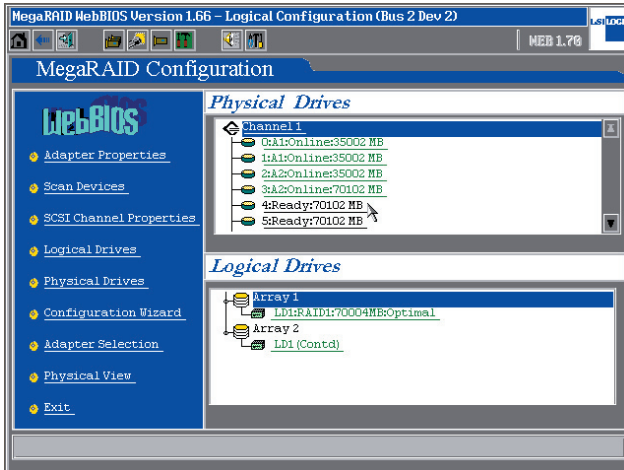 MegaRAID WebBIOS Version 1.66 – Logical Configuration (Bus 2 Dev 2)
LSI LOGIC
WEB 1.70
MegaRAID Configuration
WebBIOS
Adapter Properties
Scan Devices
SCSI Channel Properties
Logical Drives
Physical Drives
Configuration Wizard
Adapter Selection
Physical View
Exit
Physical Drives
Channel 1
0:A1:Online:35002 MB
1:A1:Online:35002 MB
2:A2:Online:35002 MB
3:A2:Online:70102 MB
4:Ready:70102 MB
5:Ready:70102 MB
Logical Drives
Array 1
LD1:RAID1:70004MB:Optimal
Array 2
LD1 (Contd)